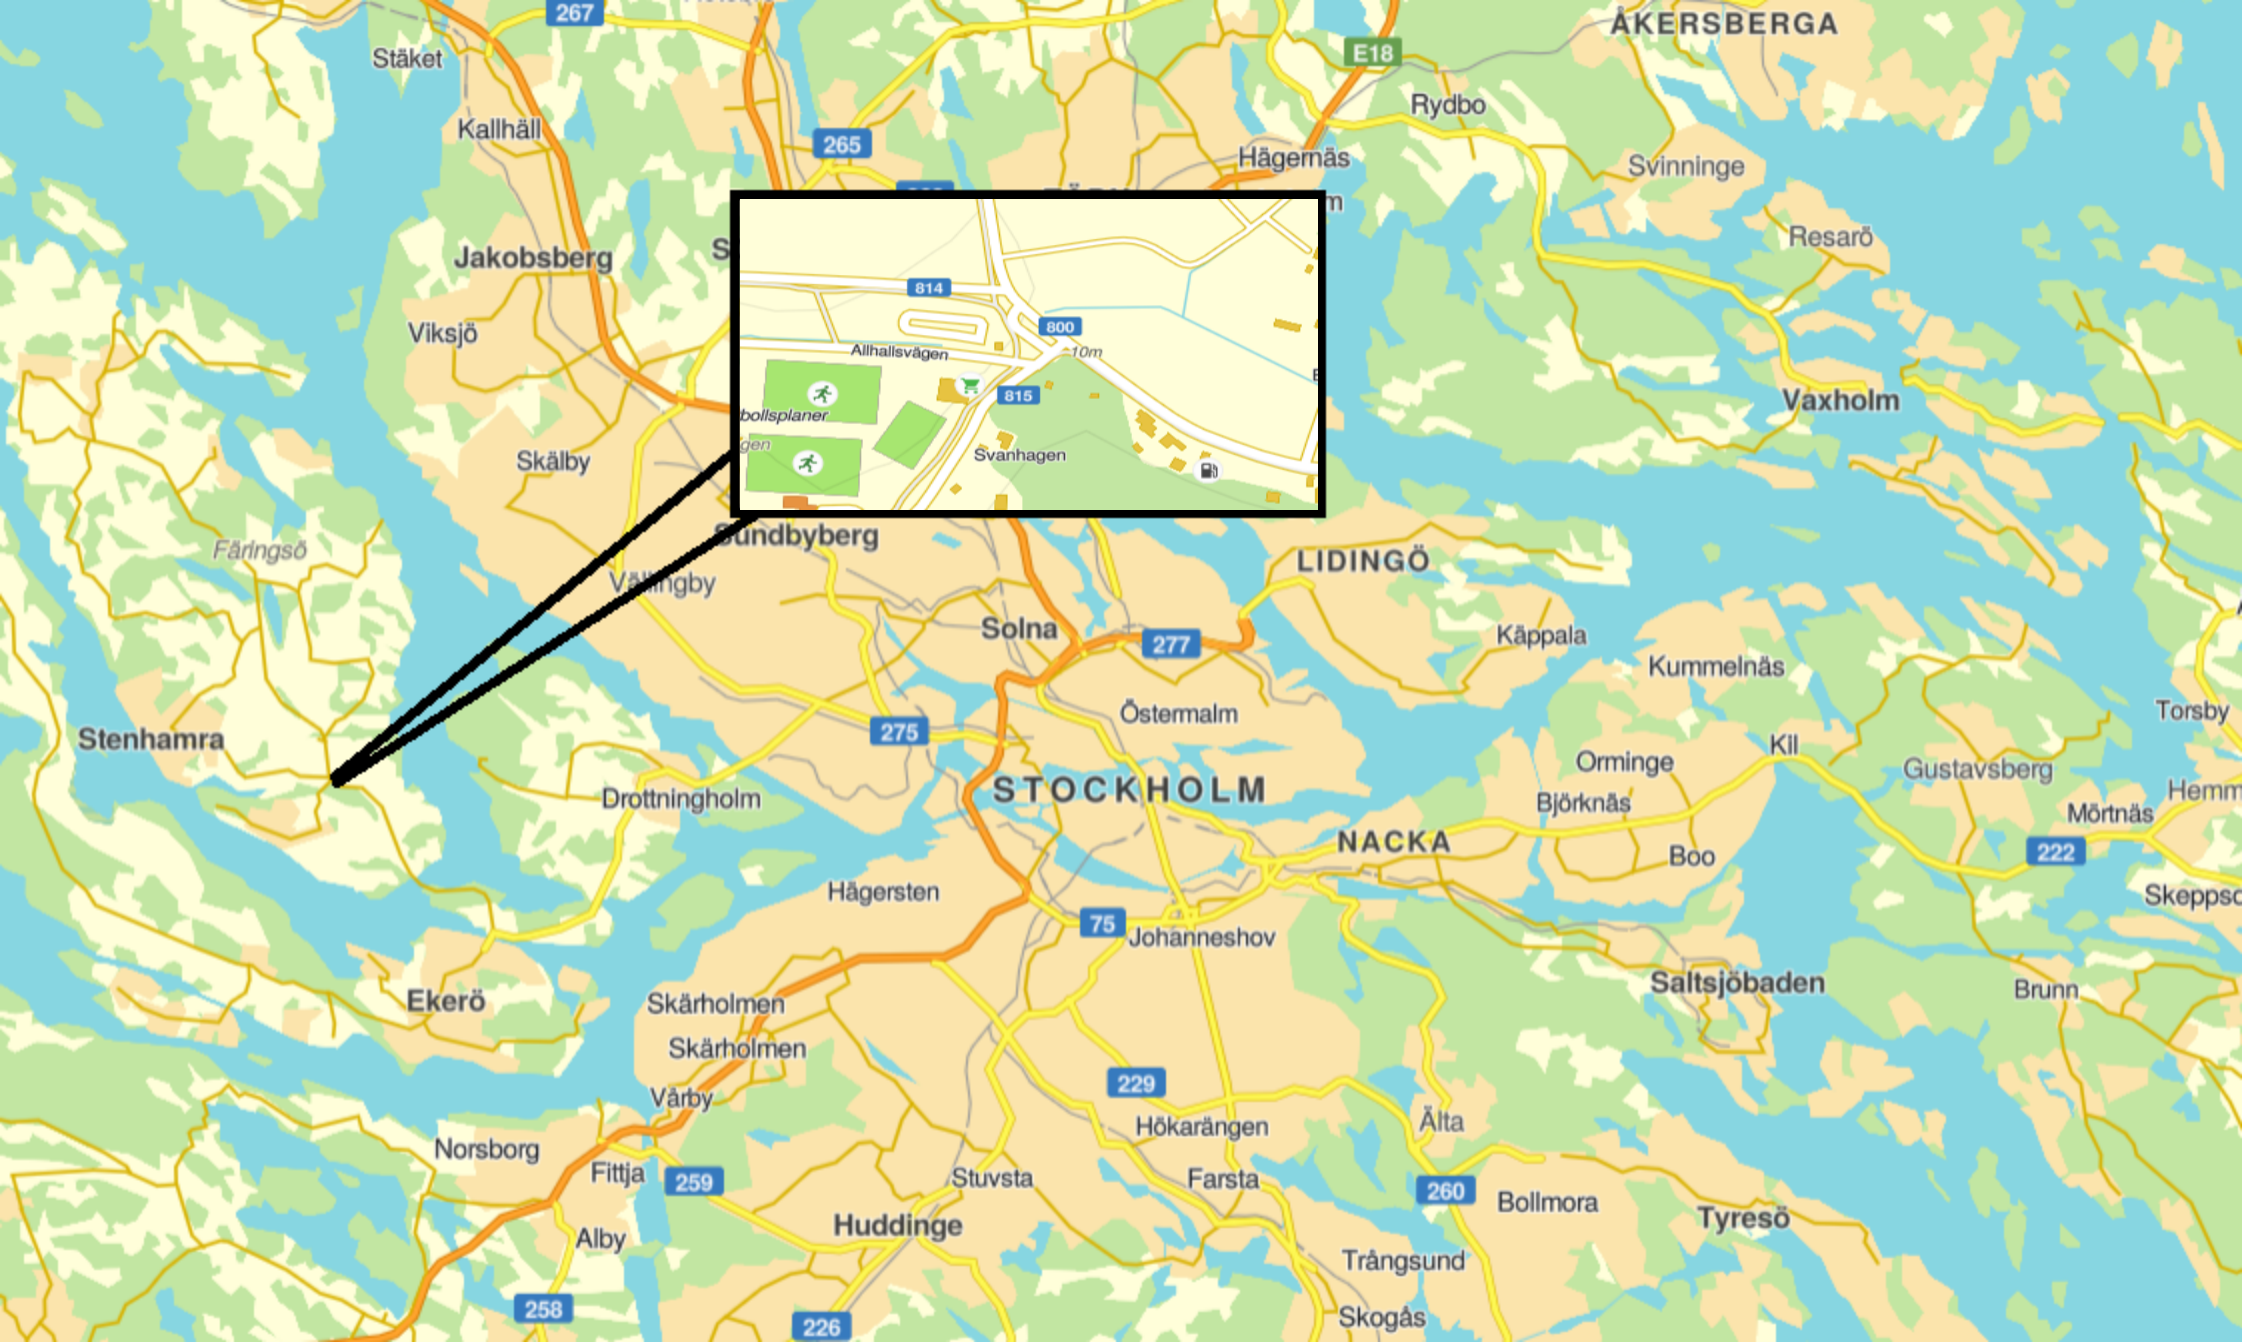 267
Stäket
ÅKERSBERGA
E18
Rydbo
Kallhäll
265
Hägernäs
Svinninge
m
Resarö
Jakobsberg
S
814
800
Viksjö
Allhallsvägen
10m
815
Vaxholm
bollsplaner
gen
Svanhagen
Skälby
Sundbyberg
Färingsö
LIDINGÖ
Vällingby
Solna
277
Käppala
Kummelnäs
Östermalm
Torsby
275
Stenhamra
Kil
Orminge
Gustavsberg
STOCKHOLM
Hemm
Drottningholm
Björknäs
Mörtnäs
NACKA
222
Boo
Hägersten
Skeppsc
75
Johanneshov
Saltsjöbaden
Brunn
Ekerö
Skärholmen
Skärholmen
229
Vårby
Älta
Hökarängen
Norsborg
Fittja
259
Stuvsta
Farsta
260
Bollmora
Tyresö
Huddinge
Alby
Trångsund
258
226
Skogås